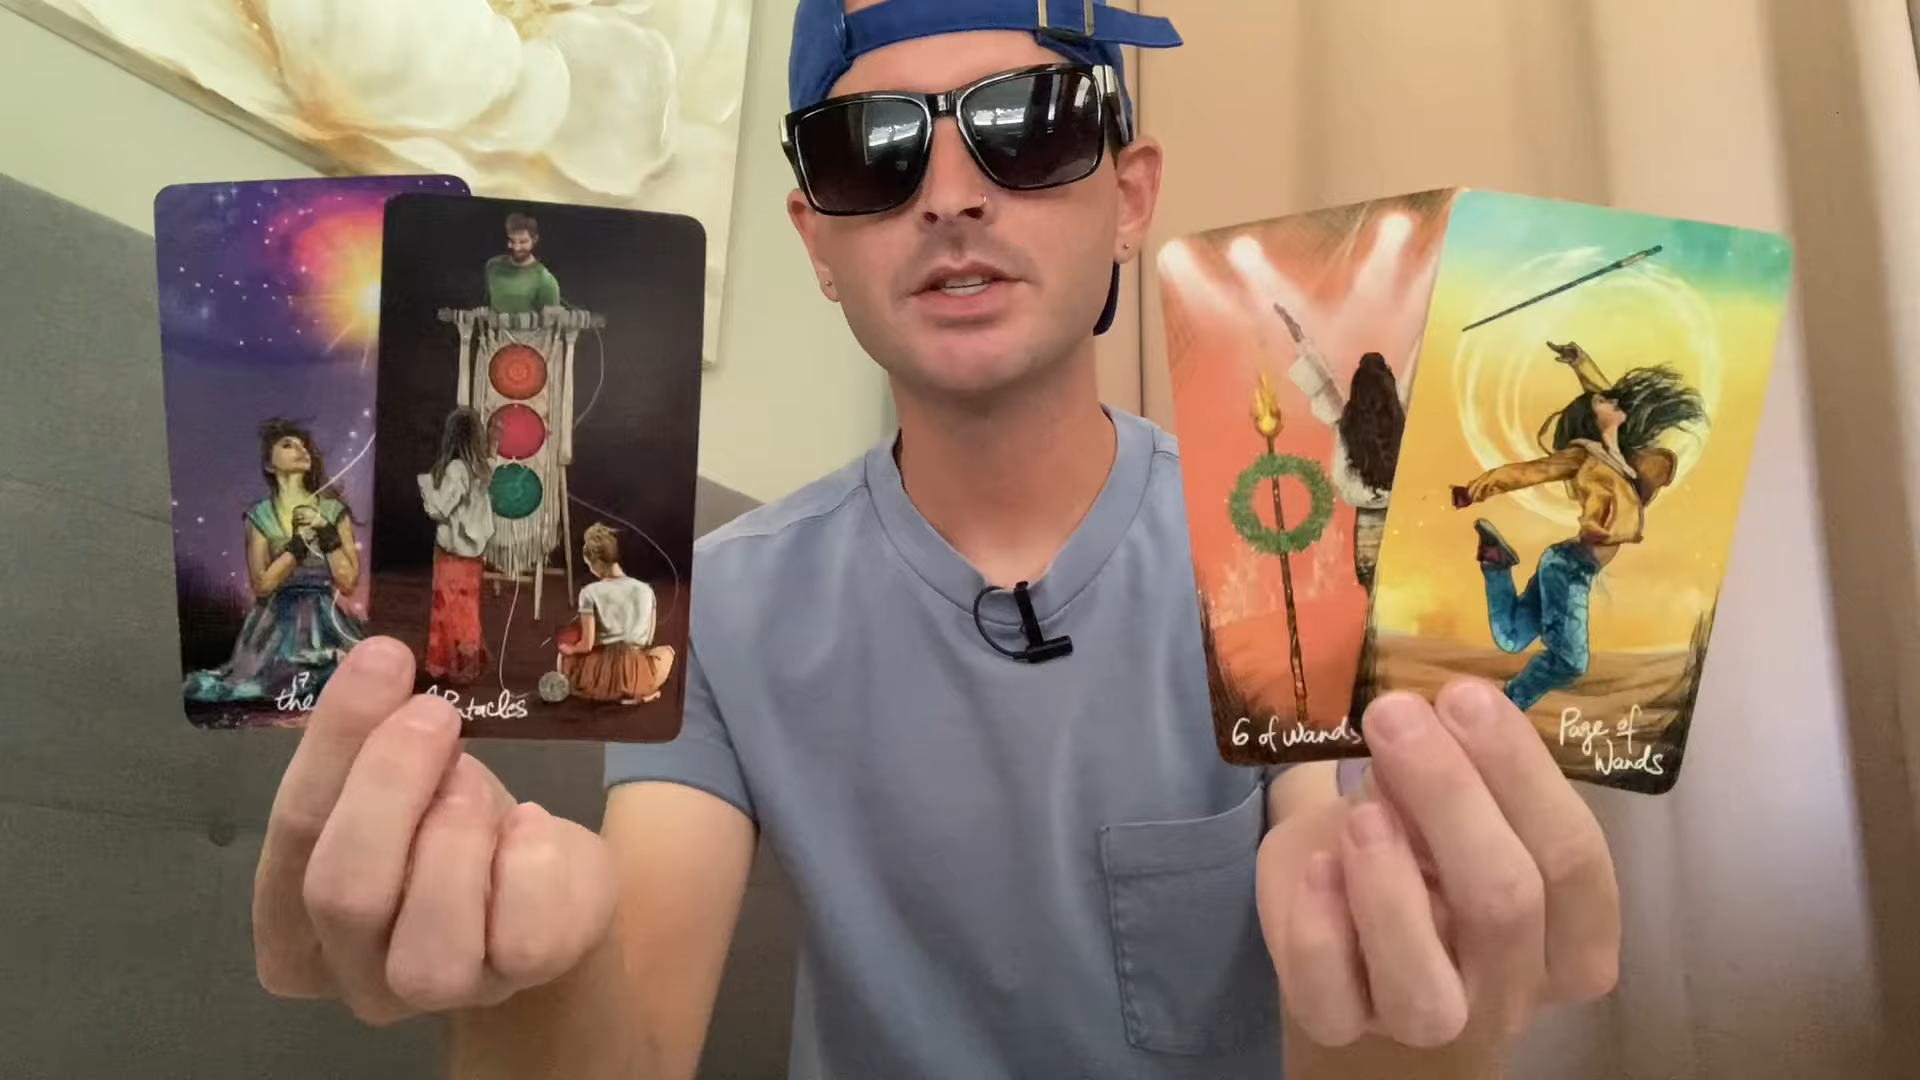 17
the
Pentacles
6 of Wands
Page of
Wands